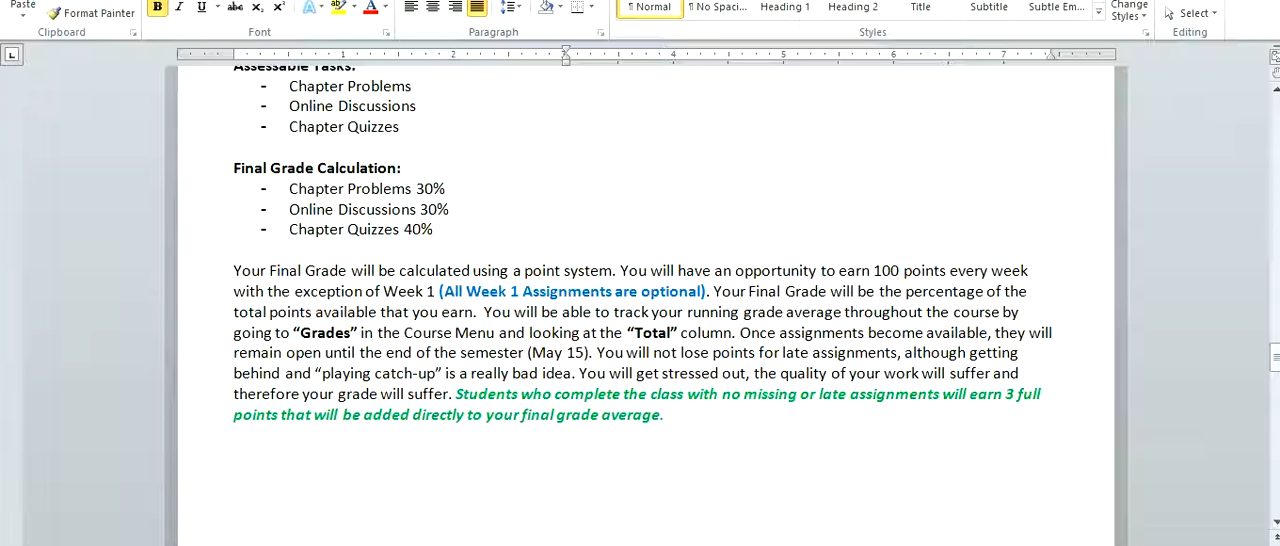 Paste
Format Painter
B I U abc x₂ x² A ab A
¶ Normal ¶ No Spaci... Heading 1 Heading 2 Title Subtitle Subtle Em...
Change
Styles
Select
Clipboard Font Paragraph Styles Editing
L
1 2 4 5 6 7
Assessable Tasks:
- Chapter Problems
- Online Discussions
- Chapter Quizzes
Final Grade Calculation:
- Chapter Problems 30%
- Online Discussions 30%
- Chapter Quizzes 40%
Your Final Grade will be calculated using a point system. You will have an opportunity to earn 100 points every week
with the exception of Week 1 (All Week 1 Assignments are optional). Your Final Grade will be the percentage of the
total points available that you earn. You will be able to track your running grade average throughout the course by
going to “Grades” in the Course Menu and looking at the “Total” column. Once assignments become available, they will
remain open until the end of the semester (May 15). You will not lose points for late assignments, although getting
behind and “playing catch-up” is a really bad idea. You will get stressed out, the quality of your work will suffer and
therefore your grade will suffer. Students who complete the class with no missing or late assignments will earn 3 full
points that will be added directly to your final grade average.